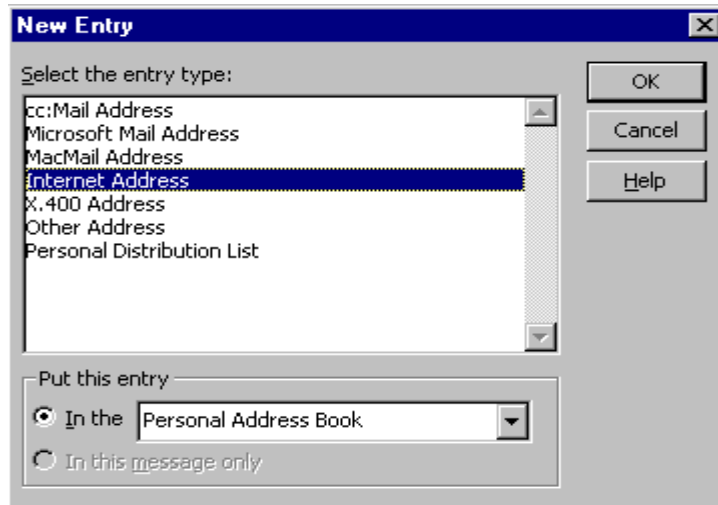 New Entry
Select the entry type:
OK
cc:Mail Address
Microsoft Mail Address
Cancel
MacMail Address
Internet Address
Help
X.400 Address
Other Address
Personal Distribution List
Put this entry
In the Personal Address Book
In this message only